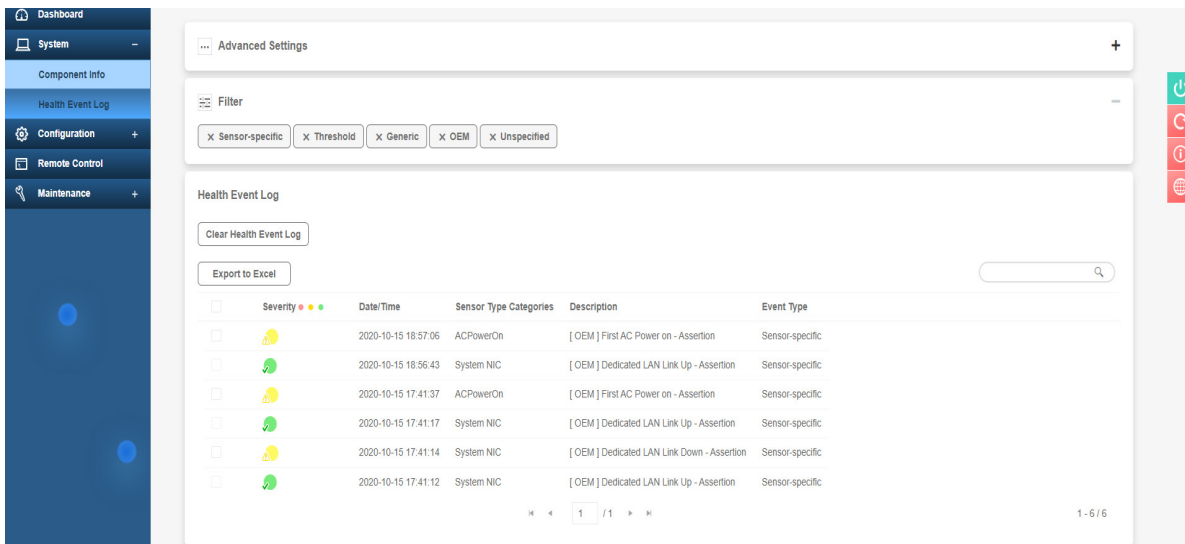 Dashboard
System –
Component Info
Health Event Log
Configuration +
Remote Control
Maintenance +
... Advanced Settings +
Filter –
x Sensor-specific x Threshold x Generic x OEM x Unspecified
Health Event Log
Clear Health Event Log
Export to Excel
Severity Date/Time Sensor Type Categories Description Event Type
2020-10-15 18:57:06 ACPowerOn [ OEM ] First AC Power on - Assertion Sensor-specific
2020-10-15 18:56:43 System NIC [ OEM ] Dedicated LAN Link Up - Assertion Sensor-specific
2020-10-15 17:41:37 ACPowerOn [ OEM ] First AC Power on - Assertion Sensor-specific
2020-10-15 17:41:17 System NIC [ OEM ] Dedicated LAN Link Up - Assertion Sensor-specific
2020-10-15 17:41:14 System NIC [ OEM ] Dedicated LAN Link Down - Assertion Sensor-specific
2020-10-15 17:41:12 System NIC [ OEM ] Dedicated LAN Link Up - Assertion Sensor-specific
1 / 1 1 - 6 / 6